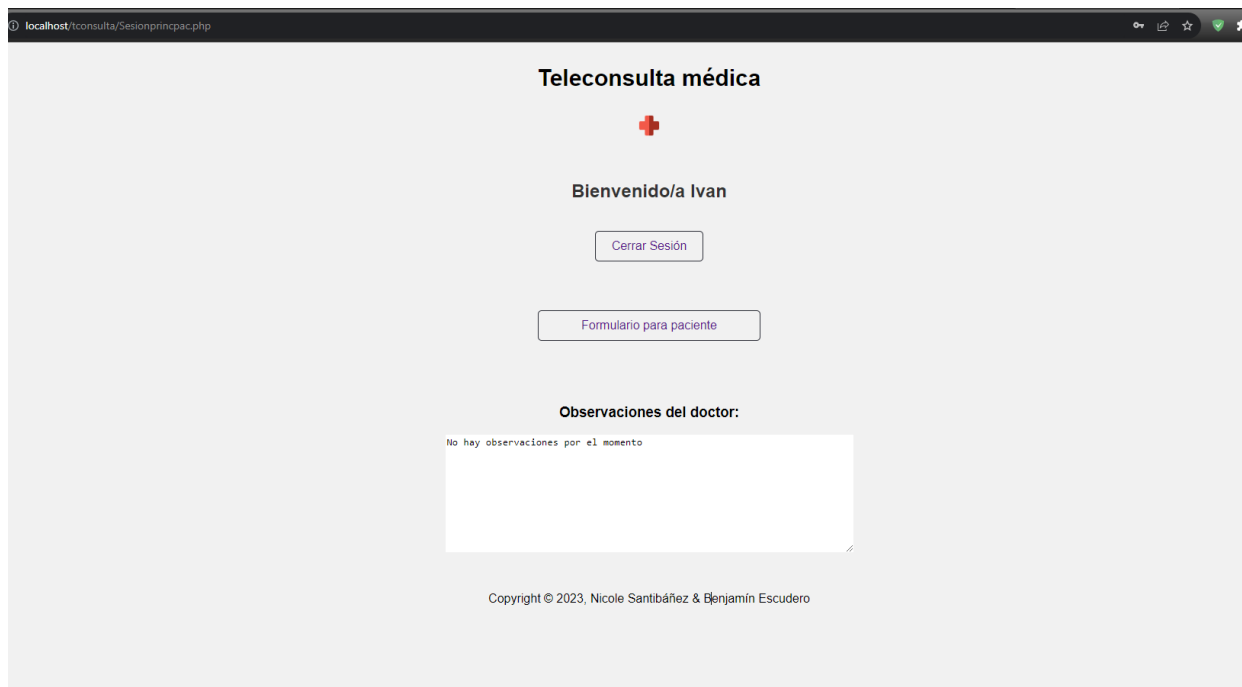 localhost/tconsulta/Sesionprincpac.php
Teleconsulta médica
Bienvenido/a Ivan
Cerrar Sesión
Formulario para paciente
Observaciones del doctor:
No hay observaciones por el momento
Copyright © 2023, Nicole Santibáñez & Benjamín Escudero